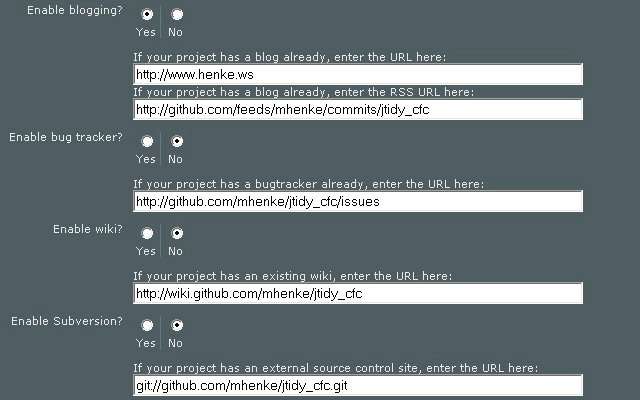 Enable blogging?
Yes No
If your project has a blog already, enter the URL here:
http://www.henke.ws
If your project has a blog already, enter the RSS URL here:
http://github.com/feeds/mhenke/commits/jtidy_cfc
Enable bug tracker?
Yes No
If your project has a bugtracker already, enter the URL here:
http://github.com/mhenke/jtidy_cfc/issues
Enable wiki?
Yes No
If your project has an existing wiki, enter the URL here:
http://wiki.github.com/mhenke/jtidy_cfc
Enable Subversion?
Yes No
If your project has an external source control site, enter the URL here:
git://github.com/mhenke/jtidy_cfc.git